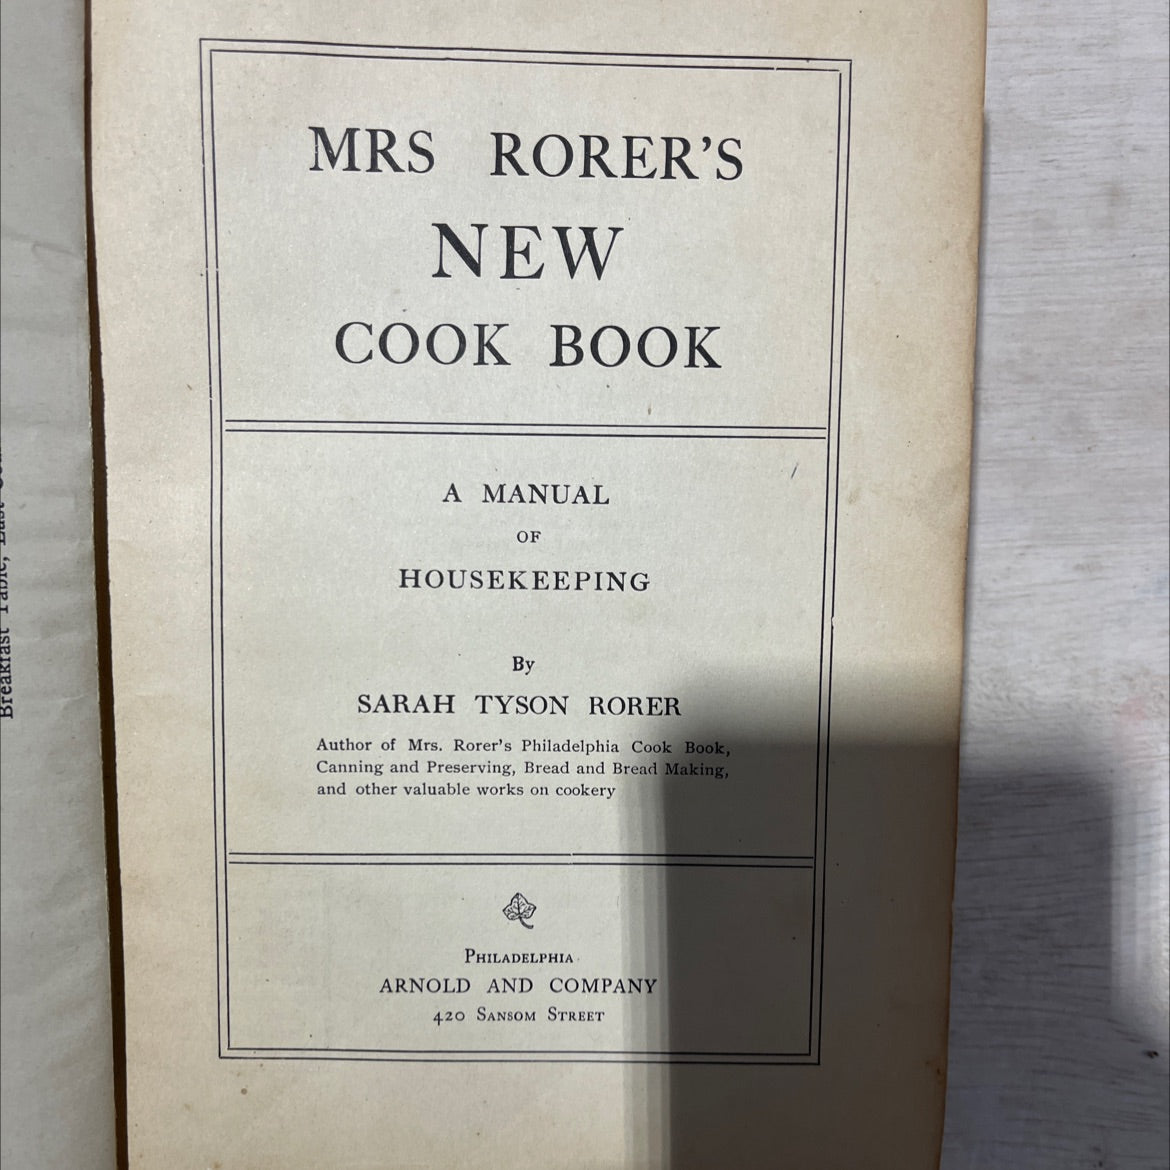 MRS RORER'S
NEW
COOK BOOK
A MANUAL
OF
HOUSEKEEPING
By
SARAH TYSON RORER
Author of Mrs. Rorer's Philadelphia Cook Book,
Canning and Preserving, Bread and Bread Making,
and other valuable works on cookery
PHILADELPHIA
ARNOLD AND COMPANY
420 SANSOM STREET
Breakfast Table,